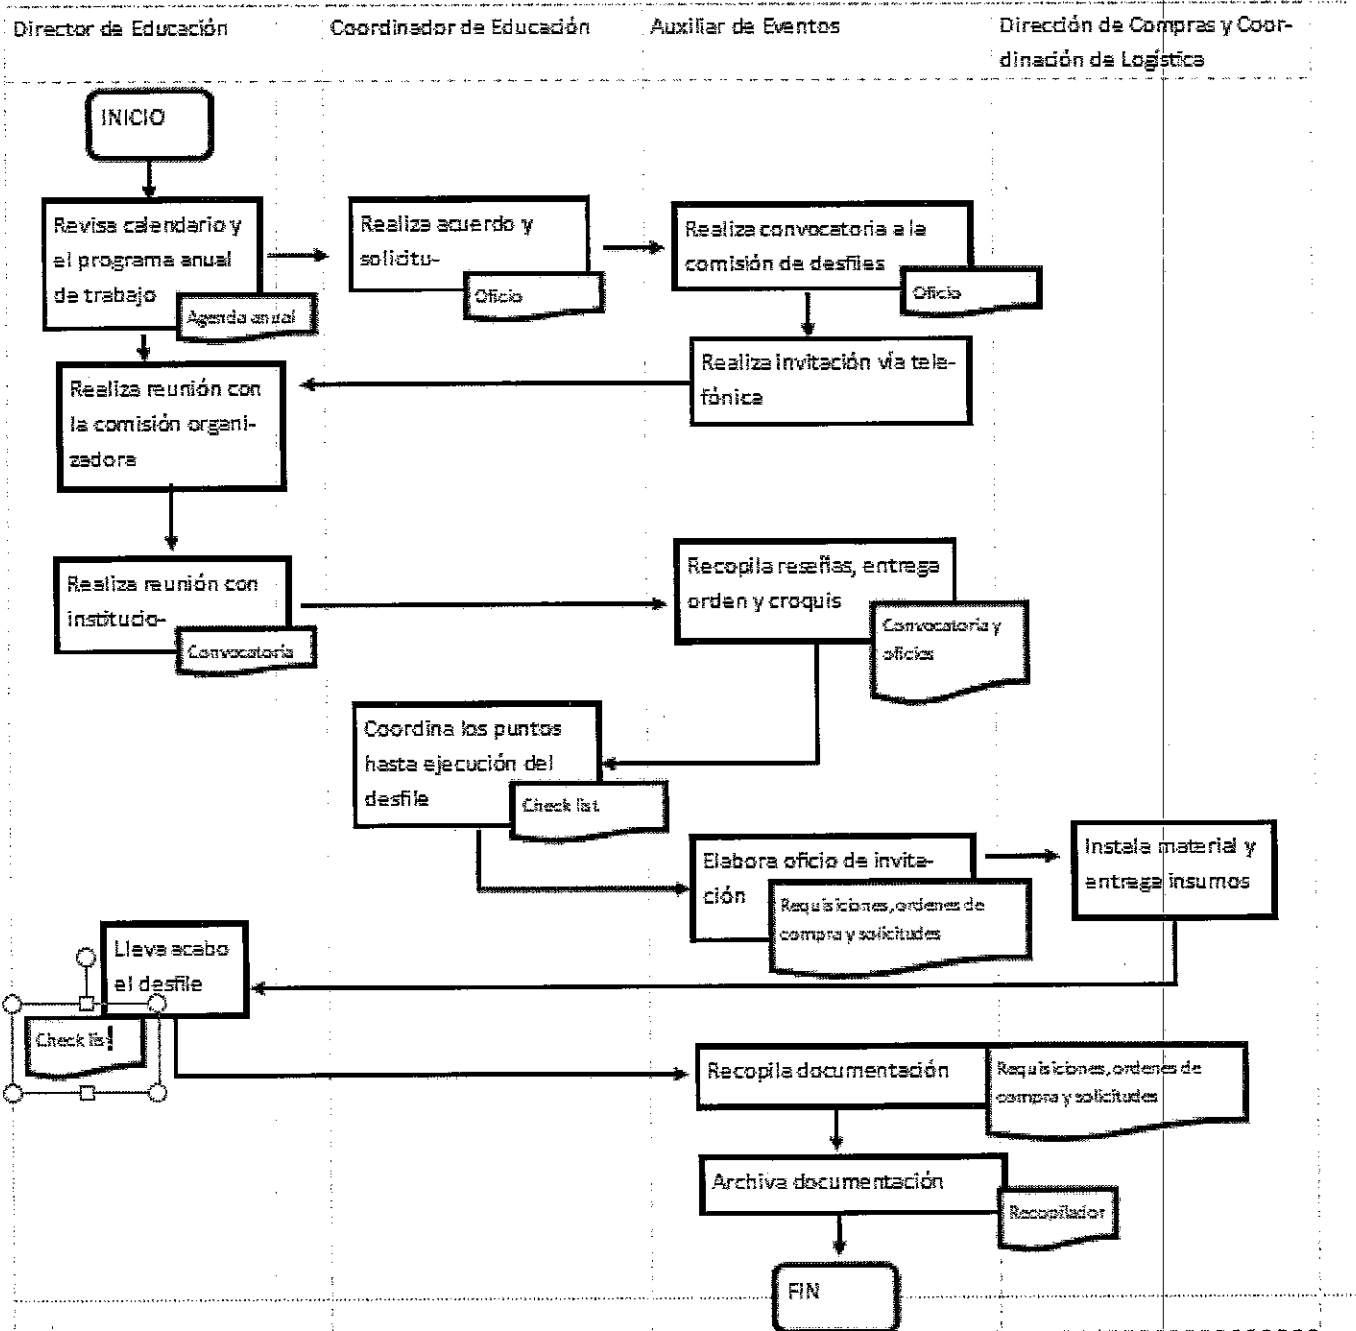 Director de Educación
Coordinador de Educación
Auxiliar de Eventos
Dirección de Compras y Coor-
dinación de Logística
INICIO
Revisa calendario y
el programa anual
de trabajo
Agenda anual
Realiza acuerdo y
solicitu-
Oficio
Realiza convocatoria a la
comisión de desfiles
Oficio
Realiza invitación vía tele-
fónica
Realiza reunión con
la comisión organi-
zadora
Realiza reunión con
institucio-
Convocatoria
Recopila reseñas, entrega
orden y croquis
Convocatoria y
oficios
Coordina los puntos
hasta ejecución del
desfile
Check list
Elabora oficio de invita-
ción
Requisiciones, ordenes de
compra y solicitudes
Instala material y
entrega insumos
Lleva acabo
el desfile
Check list
Recopila documentación
Requisiciones, ordenes de
compra y solicitudes
Archiva documentación
Recopilador
FIN